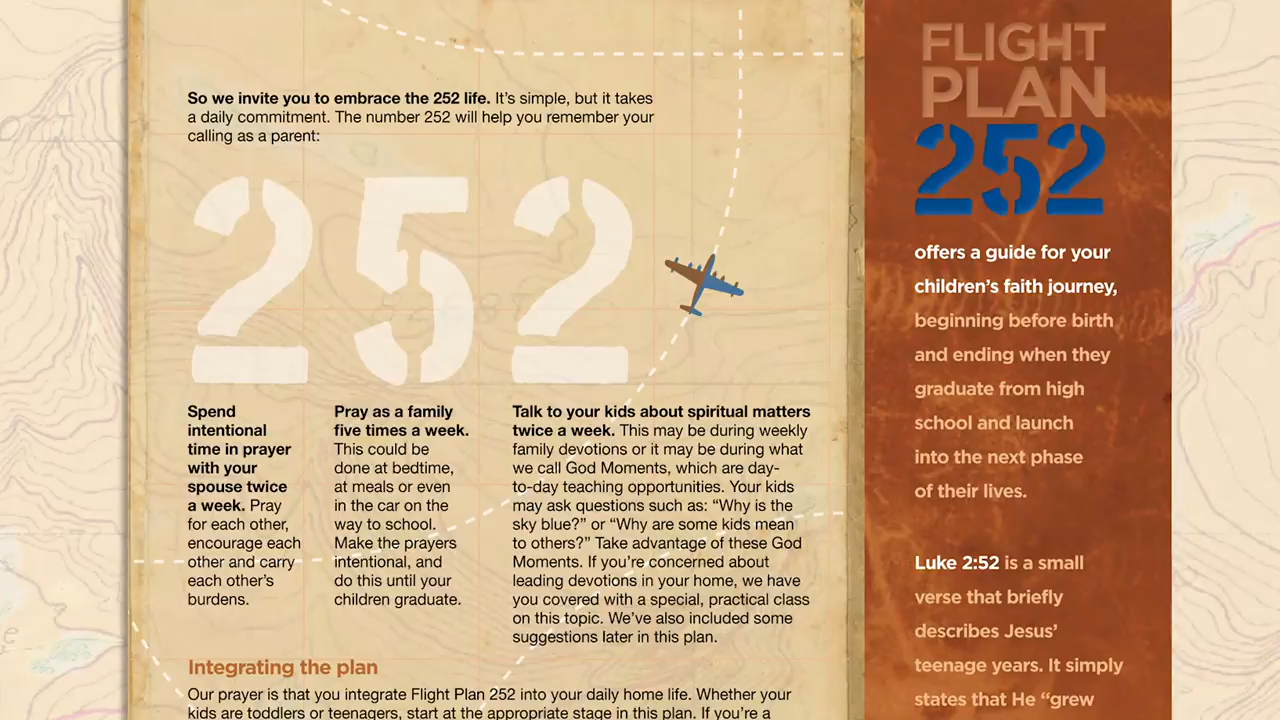 So we invite you to embrace the 252 life. It's simple, but it takes
a daily commitment. The number 252 will help you remember your
calling as a parent:
252
Spend
intentional
time in prayer
with your
spouse twice
a week. Pray
for each other,
encourage each
other and carry
each other's
burdens.
Pray as a family
five times a week.
This could be
done at bedtime,
at meals or even
in the car on the
way to school.
Make the prayers
intentional, and
do this until your
children graduate.
Talk to your kids about spiritual matters
twice a week. This may be during weekly
family devotions or it may be during what
we call God Moments, which are day-
to-day teaching opportunities. Your kids
may ask questions such as: “Why is the
sky blue?” or “Why are some kids mean
to others?” Take advantage of these God
Moments. If you're concerned about
leading devotions in your home, we have
you covered with a special, practical class
on this topic. We've also included some
suggestions later in this plan.
Integrating the plan
Our prayer is that you integrate Flight Plan 252 into your daily home life. Whether your
kids are toddlers or teenagers, start at the appropriate stage in this plan. If you're a
FLIGHT
PLAN
252
offers a guide for your
children's faith journey,
beginning before birth
and ending when they
graduate from high
school and launch
into the next phase
of their lives.
Luke 2:52 is a small
verse that briefly
describes Jesus'
teenage years. It simply
states that He “grew